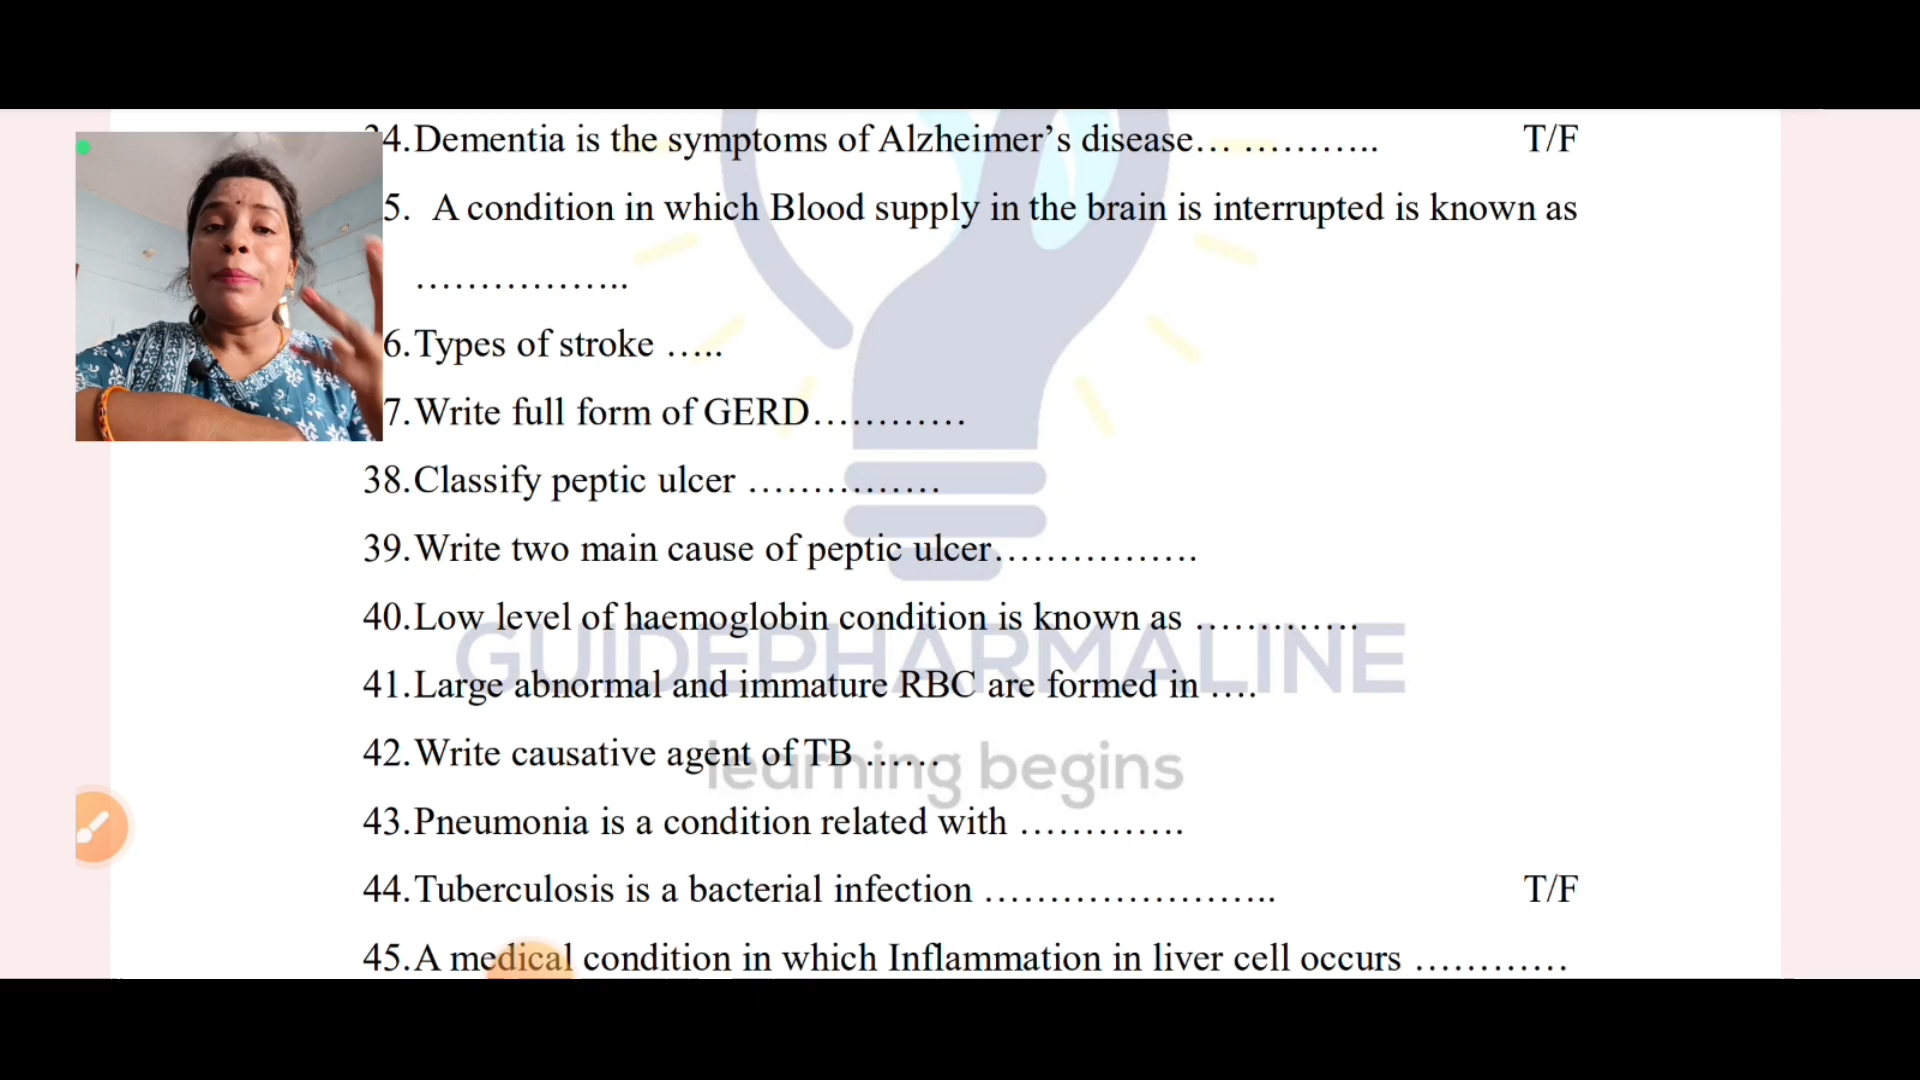 34.Dementia is the symptoms of Alzheimer’s disease… ……….. T/F
5. A condition in which Blood supply in the brain is interrupted is known as
……………..
6.Types of stroke …..
7.Write full form of GERD…………
38.Classify peptic ulcer ……………
39.Write two main cause of peptic ulcer…………….
40.Low level of haemoglobin condition is known as ………….
GUIDEPHARMALINE
41.Large abnormal and immature RBC are formed in ….
42.Write causative agent of TB ……
learning begins
43.Pneumonia is a condition related with ………….
44.Tuberculosis is a bacterial infection ………………….. T/F
45.A medical condition in which Inflammation in liver cell occurs …………